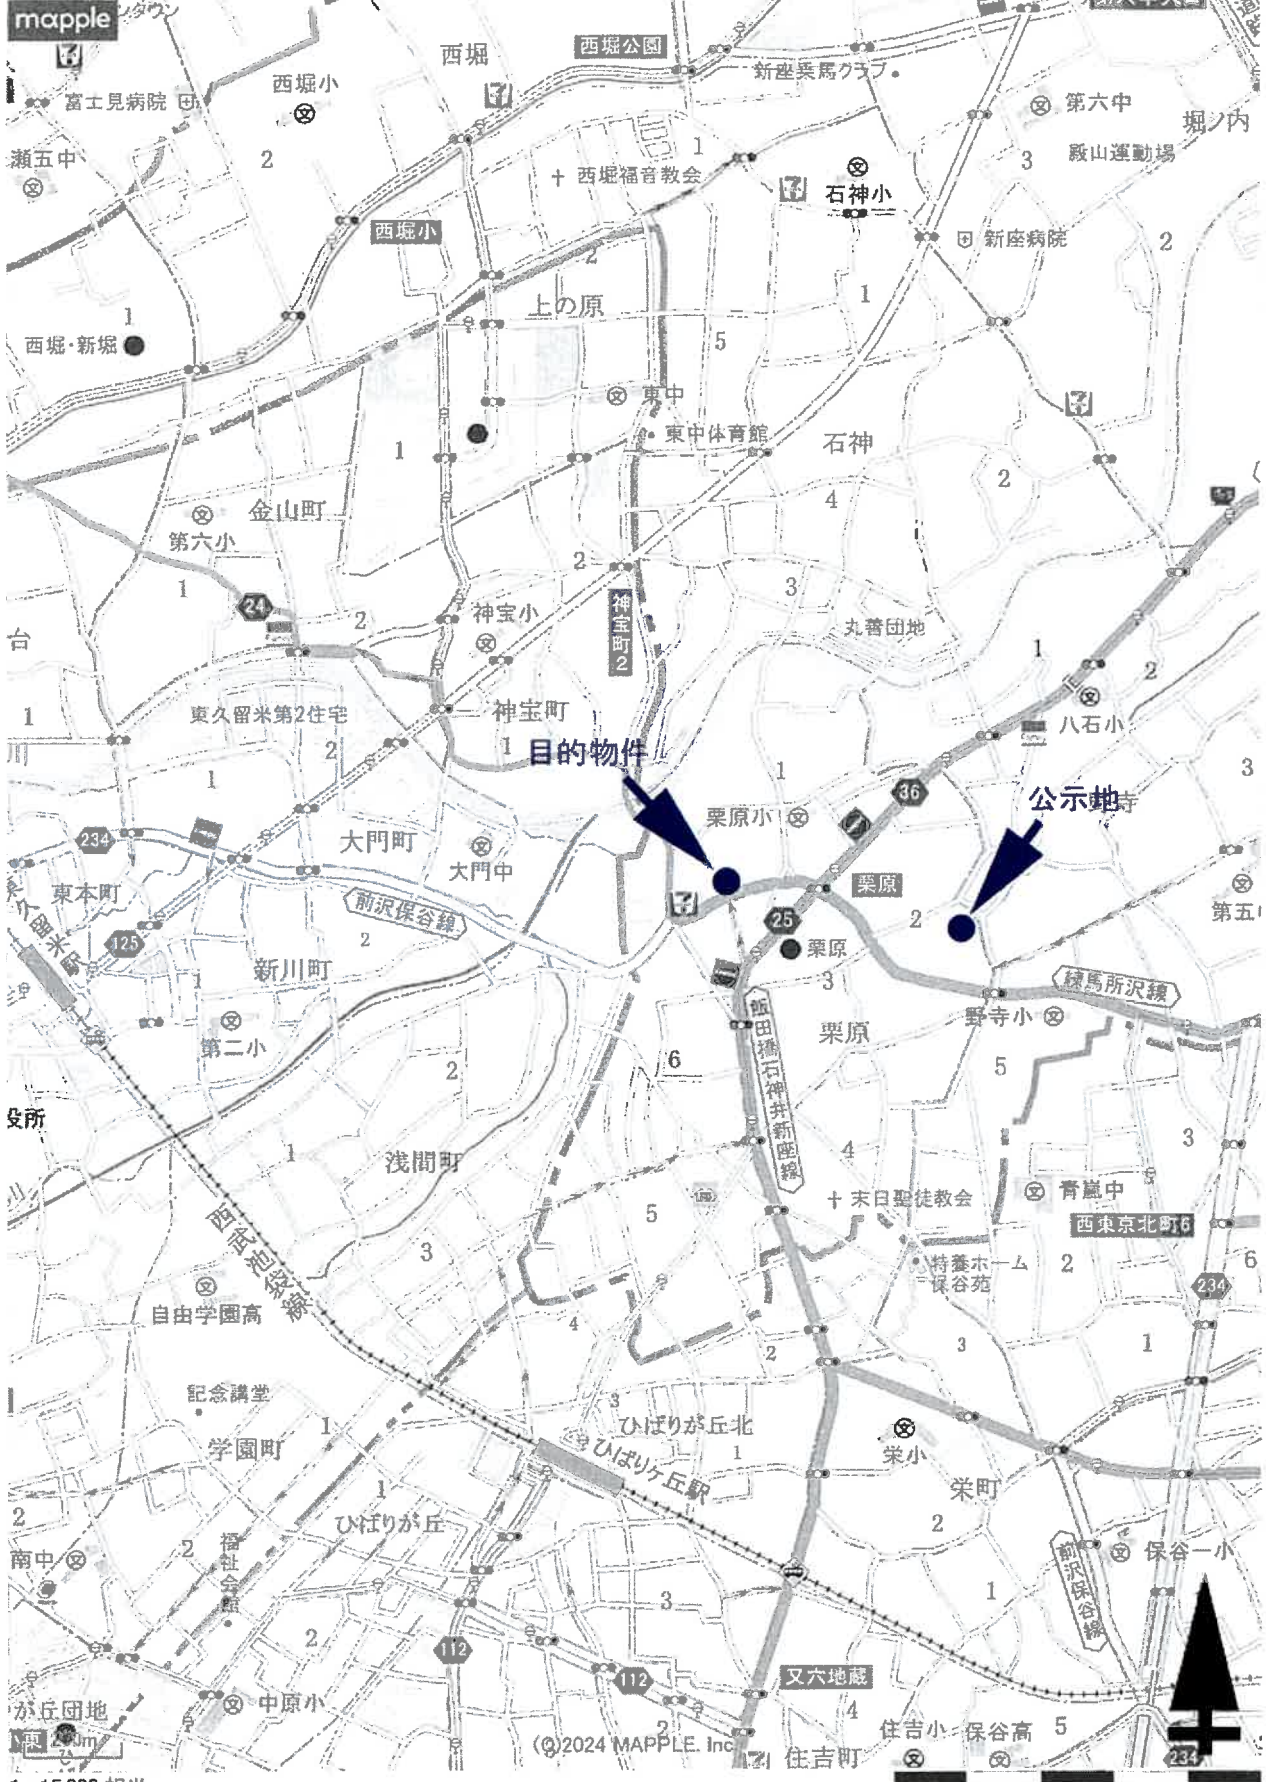 mapple
西堀
西堀公園
新座乗馬クラブ
富士見病院
西堀小
第六中
堀ノ内
瀬五中
2
1
3
殿山運動場
西堀福音教会
石神小
西堀小
新座病院
2
2
1
上の原
1
西堀・新堀
5
東中
東中体育館
石神
1
2
金山町
4
第六小
2
1
3
24
2
神宝小
神宝町2
丸善団地
台
1
2
八石小
1
東久留米第2住宅
神宝町
2
1
目的物件
1
1
3
36
公示地
栗原小
234
大門町
大門中
東本町
前沢保谷線
栗原
25
2
125
2
栗原
新川町
1
3
練馬所沢線
飯田橋石神井新座線
栗原
野寺小
第二小
6
5
2
役所
3
1
浅間町
4
青嵐中
末日聖徒教会
5
西東京北町6
西武池袋線
3
特養ホーム
保谷苑
2
6
自由学園高
234
4
2
3
1
記念講堂
3
ひばりが丘北
1
学園町
1
ひばりヶ丘駅
栄小
栄町
1
ひばりが丘
2
2
南中
2
福祉会館
保谷一小
前沢保谷線
1
3
2
112
112
又六地蔵
が丘団地
中原小
4
2
住吉小
保谷高
5
(C)2024 MAPPLE. Inc
住吉町
234